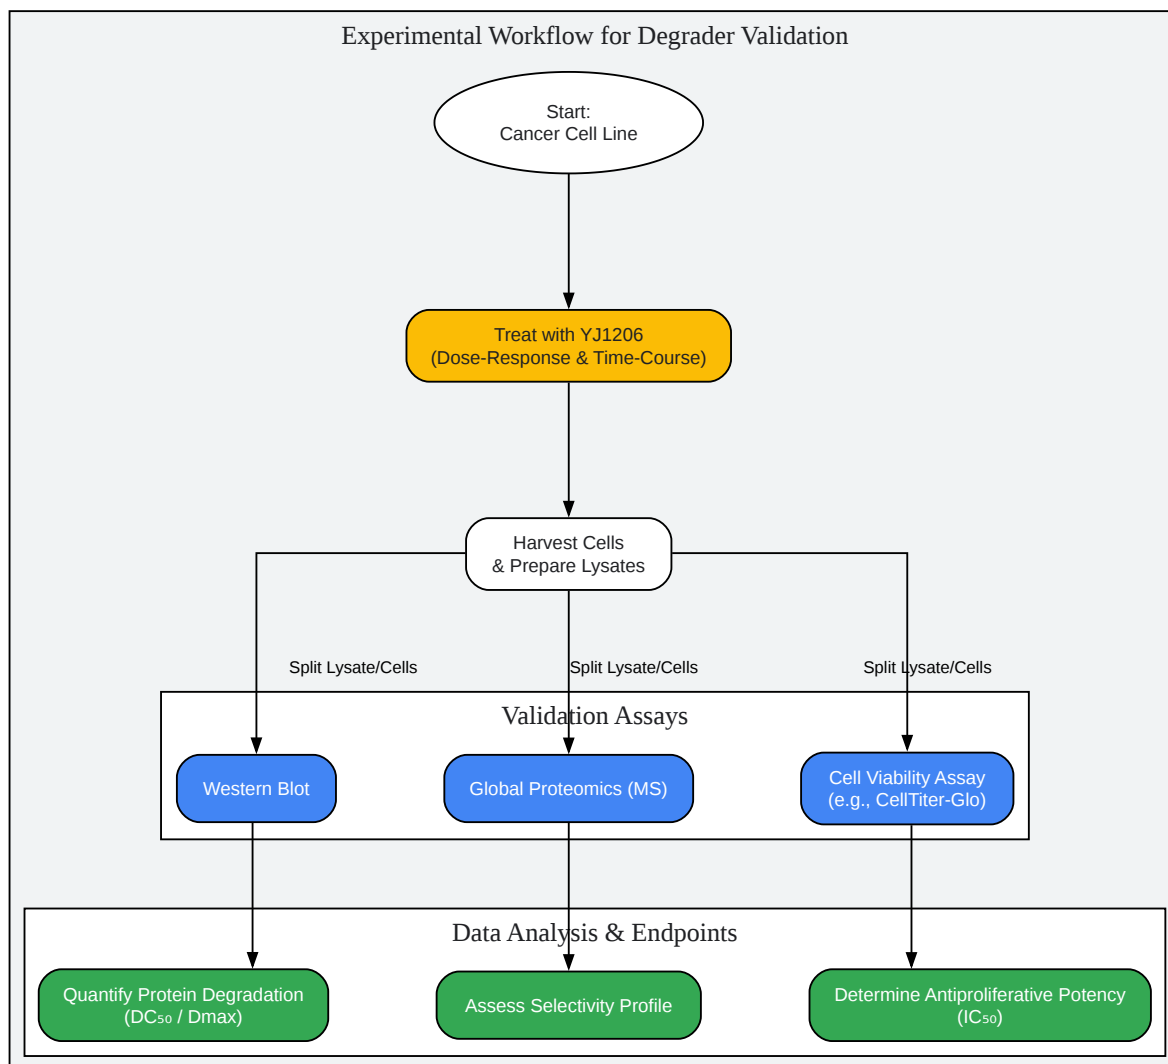 Experimental Workflow for Degrader Validation
Start:
Cancer Cell Line
Treat with YJ1206
(Dose-Response & Time-Course)
Harvest Cells
& Prepare Lysates
Split Lysate/Cells
Split Lysate/Cells
Split Lysate/Cells
Validation Assays
Western Blot
Global Proteomics (MS)
Cell Viability Assay
(e.g., CellTiter-Glo)
Data Analysis & Endpoints
Quantify Protein Degradation
(DC₅₀ / Dmax)
Assess Selectivity Profile
Determine Antiproliferative Potency
(IC₅₀)